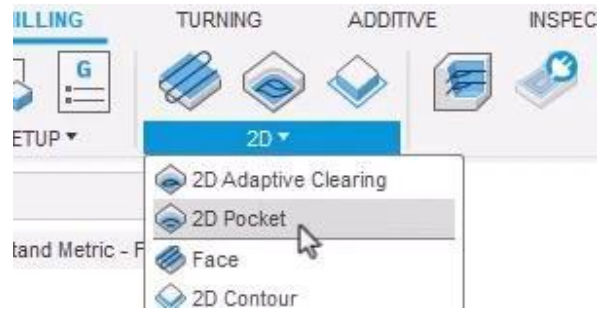 ILLING TURNING ADDITIVE INSPEC
G
ETUP ▾ 2D ▾
2D Adaptive Clearing
2D Pocket
tand Metric - F
Face
2D Contour